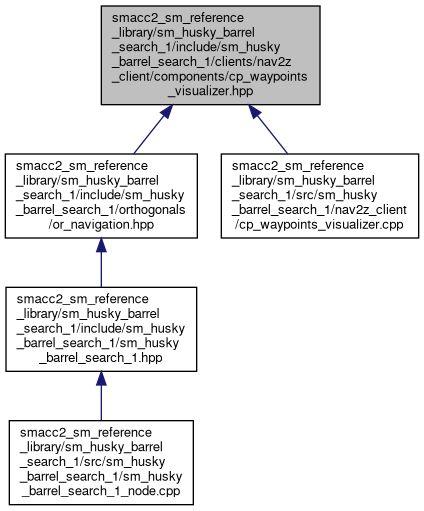 smacc2_sm_reference
_library/sm_husky_barrel
_search_1/include/sm_husky
_barrel_search_1/clients/nav2z
_client/components/cp_waypoints
_visualizer.hpp
smacc2_sm_reference
_library/sm_husky_barrel
_search_1/include/sm_husky
_barrel_search_1/orthogonals
/or_navigation.hpp
smacc2_sm_reference
_library/sm_husky_barrel
_search_1/src/sm_husky
_barrel_search_1/nav2z_client
/cp_waypoints_visualizer.cpp
smacc2_sm_reference
_library/sm_husky_barrel
_search_1/include/sm_husky
_barrel_search_1/sm_husky
_barrel_search_1.hpp
smacc2_sm_reference
_library/sm_husky_barrel
_search_1/src/sm_husky
_barrel_search_1/sm_husky
_barrel_search_1_node.cpp